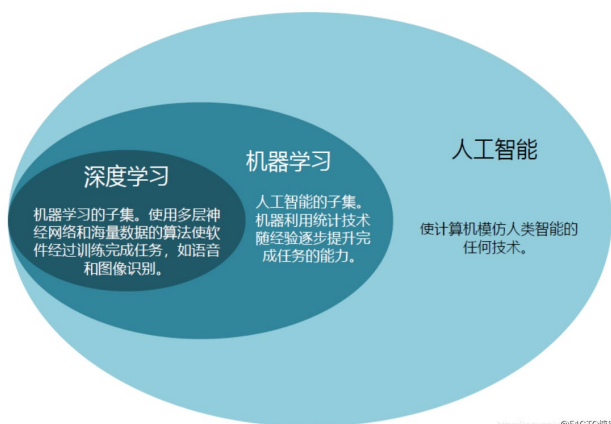 深度学习
机器学习的子集。使用多层神
经网络和海量数据的算法使软
件经过训练完成任务，如语音
和图像识别。
机器学习
人工智能的子集。
机器利用统计技术
随经验逐步提升完
成任务的能力。
人工智能
使计算机模仿人类智能的
任何技术。